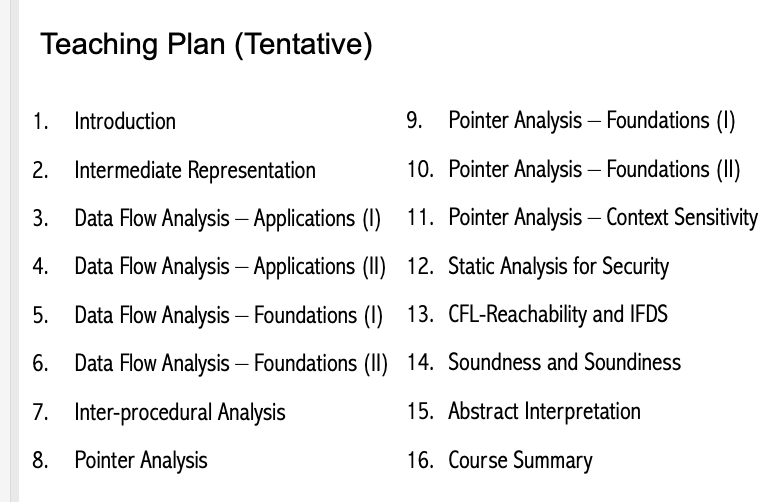 Teaching Plan (Tentative)
1. Introduction
2. Intermediate Representation
3. Data Flow Analysis – Applications (I)
4. Data Flow Analysis – Applications (II)
5. Data Flow Analysis – Foundations (I)
6. Data Flow Analysis – Foundations (II)
7. Inter-procedural Analysis
8. Pointer Analysis
9. Pointer Analysis – Foundations (I)
10. Pointer Analysis – Foundations (II)
11. Pointer Analysis – Context Sensitivity
12. Static Analysis for Security
13. CFL-Reachability and IFDS
14. Soundness and Soundiness
15. Abstract Interpretation
16. Course Summary